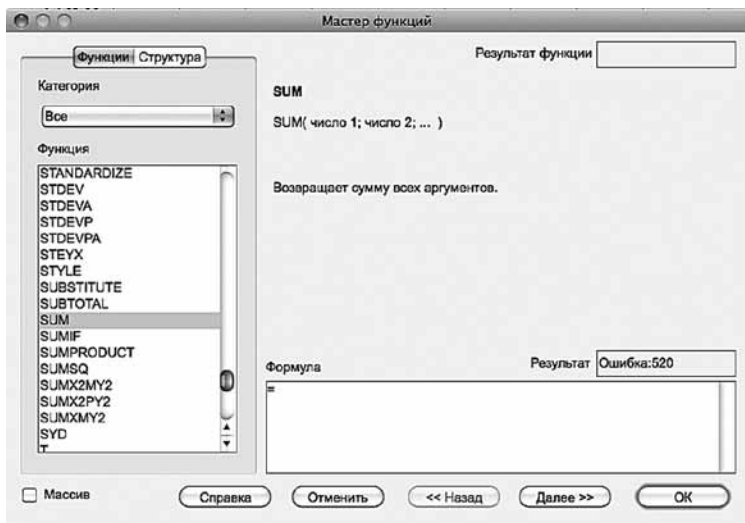 Мастер функций
Функции Структура
Результат функции
Категория
Все
Функция
STANDARDIZE
STDEV
STDEVA
STDEVP
STDEVPA
STEYX
STYLE
SUBSTITUTE
SUBTOTAL
SUM
SUMIF
SUMPRODUCT
SUMSQ
SUMX2MY2
SUMX2PY2
SUMXMY2
SYD
T
SUM
SUM( число 1; число 2; ... )
Возвращает сумму всех аргументов.
Формула
Результат Ошибка:520
=
Массив
Справка
Отменить
<< Назад
Далее >>
OK